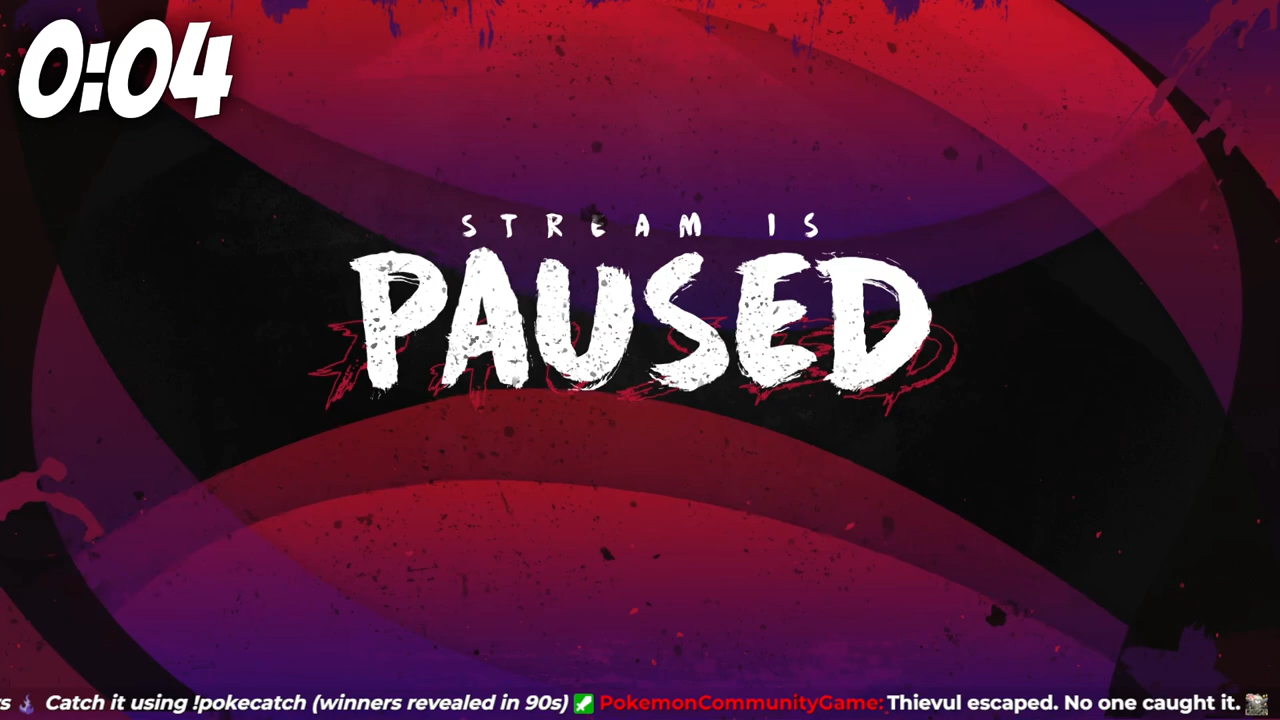 0:04
STREAM IS
PAUSED
s Catch it using !pokecatch (winners revealed in 90s) PokemonCommunityGame: Thievul escaped. No one caught it.